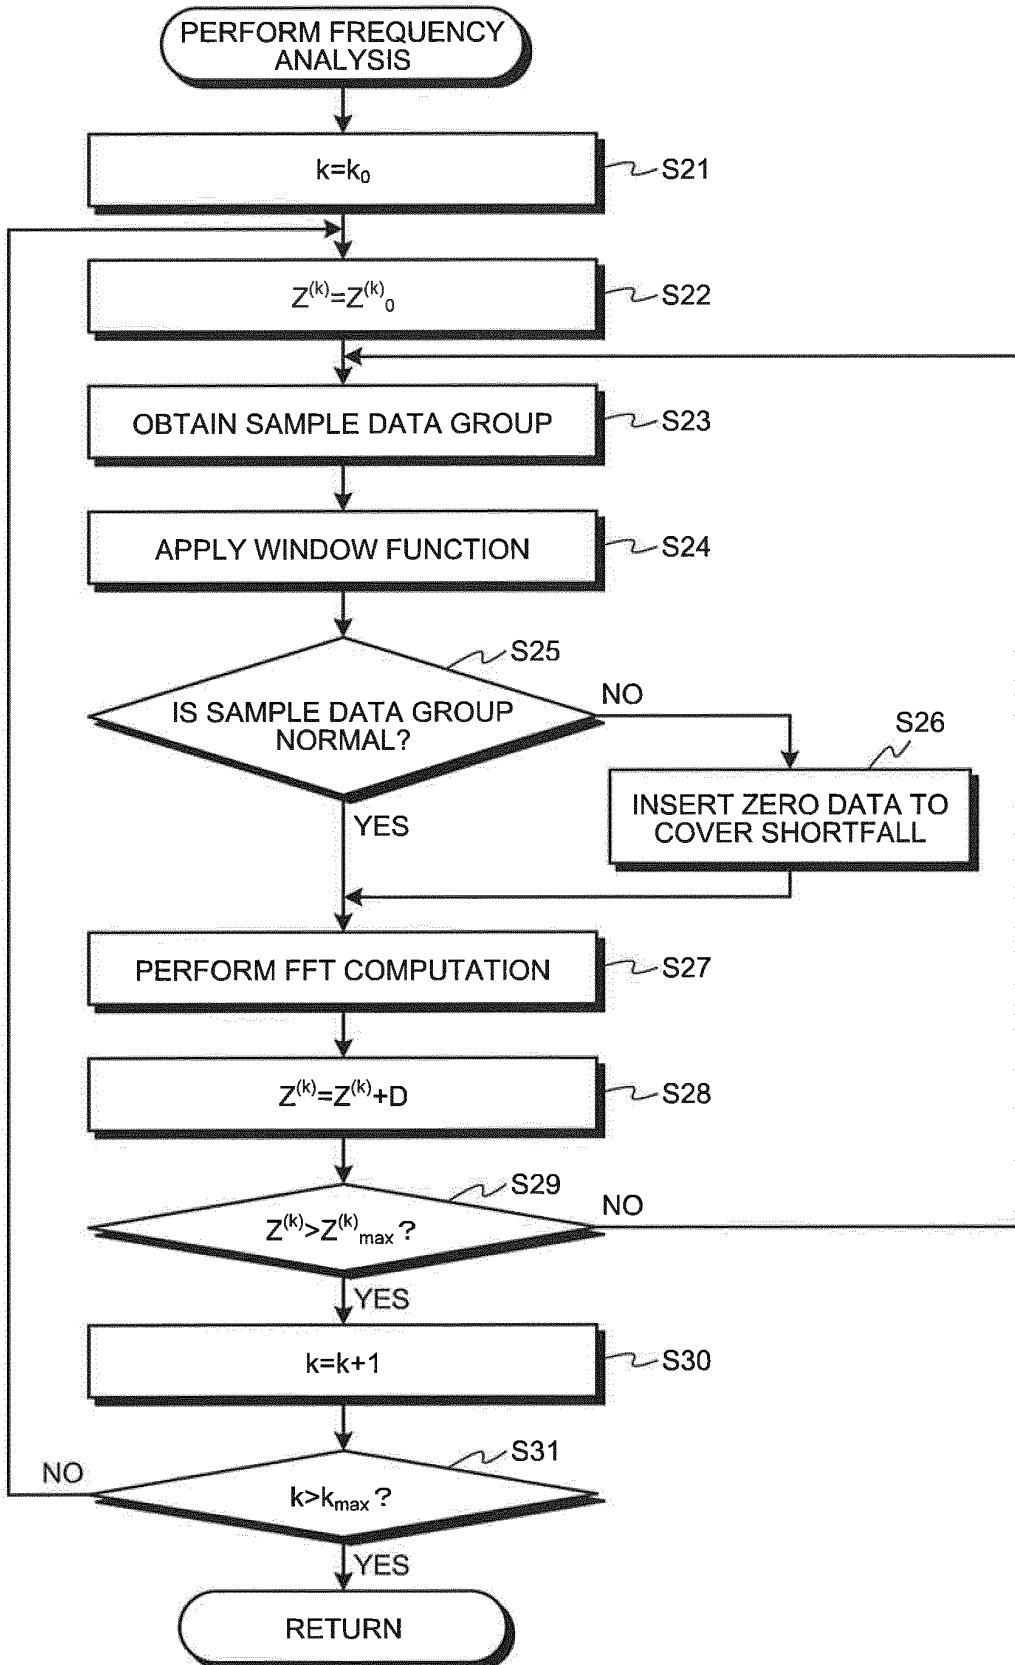 PERFORM FREQUENCY
ANALYSIS
k=k₀
S21
Z⁽ᵏ⁾=Z⁽ᵏ⁾₀
S22
OBTAIN SAMPLE DATA GROUP
S23
APPLY WINDOW FUNCTION
S24
S25
IS SAMPLE DATA GROUP
NORMAL?
NO
YES
S26
INSERT ZERO DATA TO
COVER SHORTFALL
PERFORM FFT COMPUTATION
S27
Z⁽ᵏ⁾=Z⁽ᵏ⁾+D
S28
S29
Z⁽ᵏ⁾>Z⁽ᵏ⁾ₘₐₓ?
NO
YES
k=k+1
S30
S31
k>kₘₐₓ?
NO
YES
RETURN